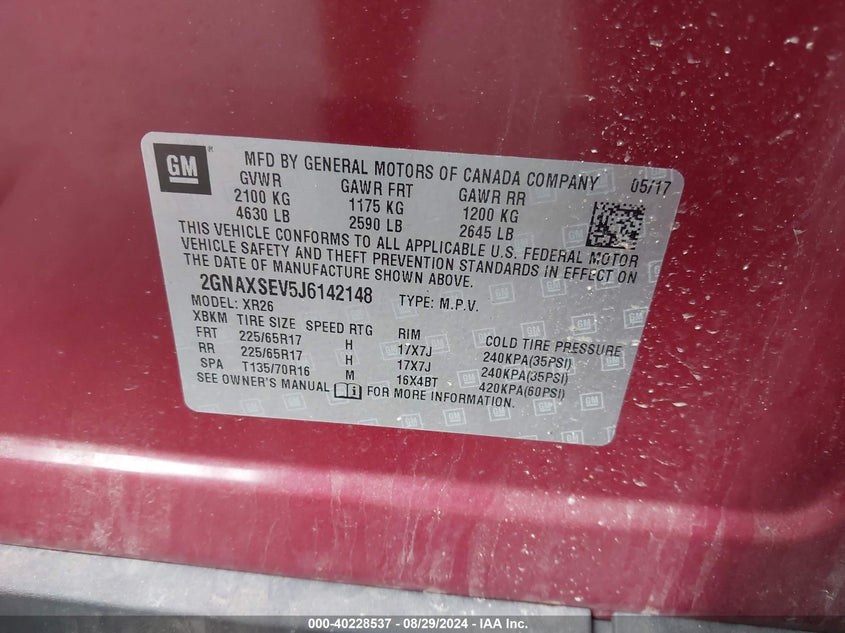 GM
MFD BY GENERAL MOTORS OF CANADA COMPANY 05/17
GVWR GAWR FRT GAWR RR
2100 KG 1175 KG 1200 KG
4630 LB 2590 LB 2645 LB
THIS VEHICLE CONFORMS TO ALL APPLICABLE U.S. FEDERAL MOTOR
VEHICLE SAFETY AND THEFT PREVENTION STANDARDS IN EFFECT ON
THE DATE OF MANUFACTURE SHOWN ABOVE.
2GNAXSEV5J6142148 TYPE: M.P.V.
MODEL: XR26
XBKM TIRE SIZE SPEED RTG RIM COLD TIRE PRESSURE
FRT 225/65R17 H 17X7J 240KPA(35PSI)
RR 225/65R17 H 17X7J 240KPA(35PSI)
SPA T135/70R16 M 16X4BT 420KPA(60PSI)
SEE OWNER'S MANUAL FOR MORE INFORMATION.
000-40228537 - 08/29/2024 - IAA Inc.